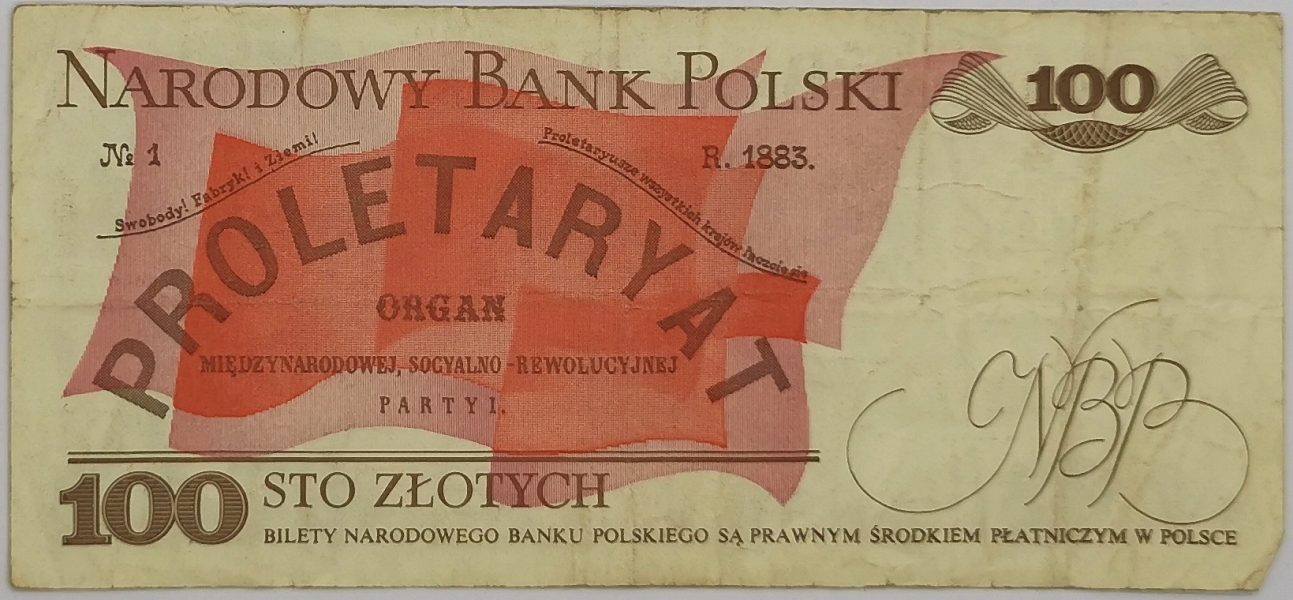 NARODOWY BANK POLSKI
100
№ 1
R. 1883.
Swobody! Fabryk! i Ziemi!
Proletaryusze wszystkich krajów łączcie się
PROLETARYAT
ORGAN
MIĘDZYNARODOWEJ, SOCYALNO-REWOLUCYJNEJ
PARTYI.
NBP
100
STO ZŁOTYCH
BILETY NARODOWEGO BANKU POLSKIEGO SĄ PRAWNYM ŚRODKIEM PŁATNICZYM W POLSCE